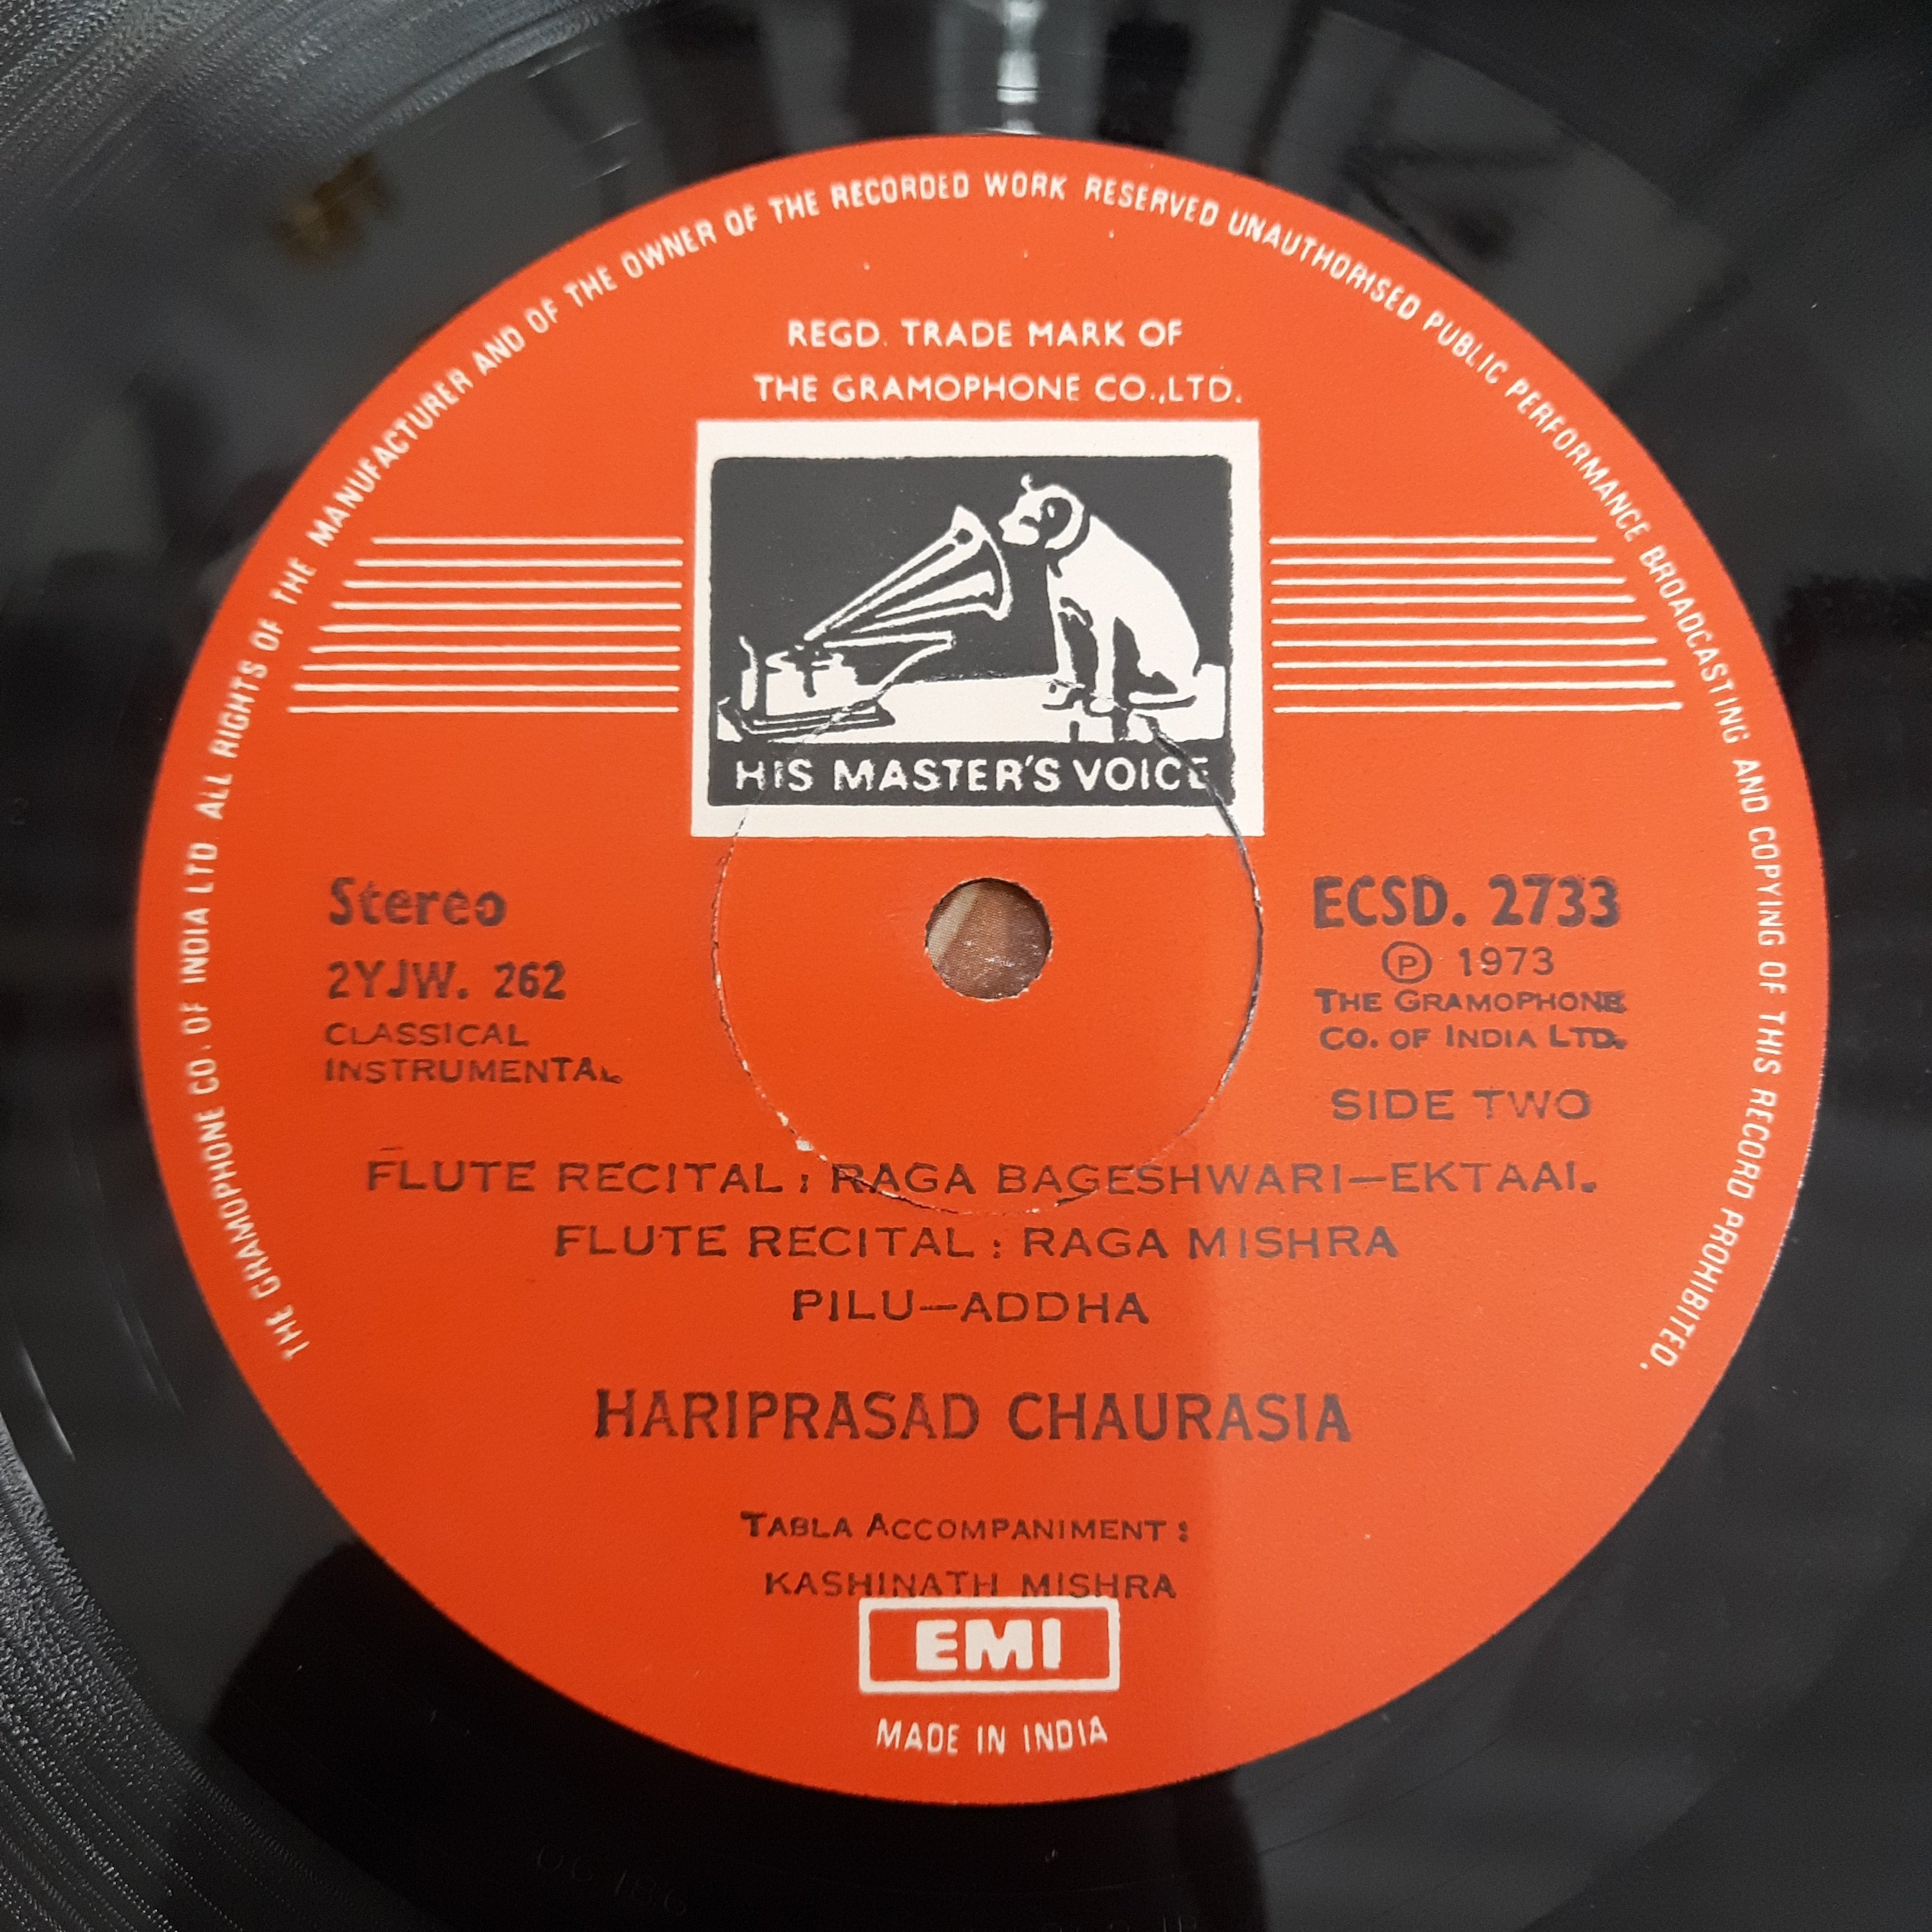 THE GRAMOPHONE CO. OF INDIA LTD. ALL RIGHTS OF THE MANUFACTURER AND OF THE OWNER OF THE RECORDED WORK RESERVED UNAUTHORISED PUBLIC PERFORMANCE BROADCASTING AND COPYING OF THIS RECORD PROHIBITED.
REGD. TRADE MARK OF
THE GRAMOPHONE CO.,LTD.
HIS MASTER'S VOICE
Stereo
2YJW. 262
CLASSICAL
INSTRUMENTAL
ECSD. 2733
Ⓟ 1973
THE GRAMOPHONE
CO. OF INDIA LTD.
SIDE TWO
FLUTE RECITAL : RAGA BAGESHWARI—EKTAAL
FLUTE RECITAL : RAGA MISHRA
PILU—ADDHA
HARIPRASAD CHAURASIA
TABLA ACCOMPANIMENT :
KASHINATH MISHRA
EMI
MADE IN INDIA